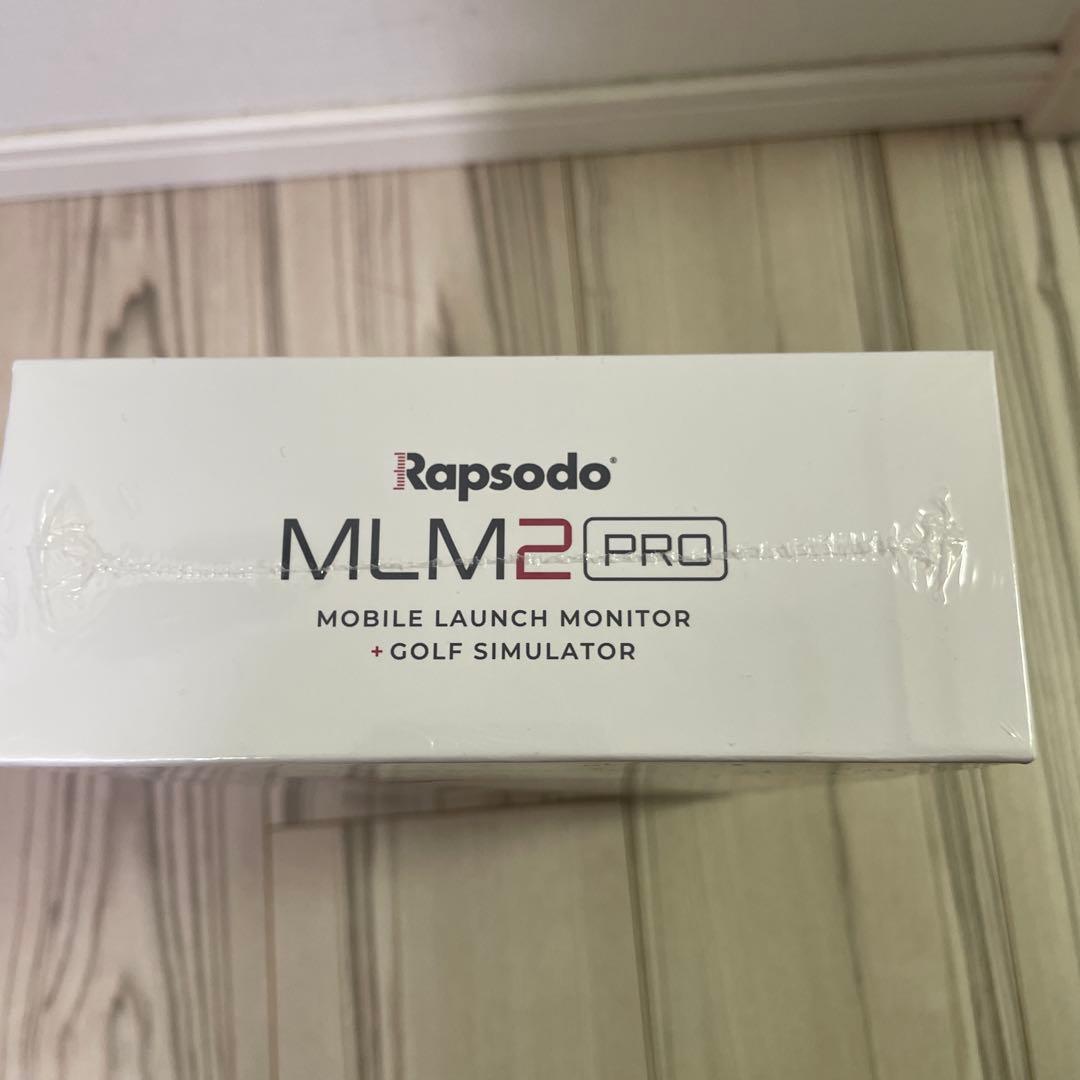 Rapsodo®
MLM2 PRO
MOBILE LAUNCH MONITOR
+ GOLF SIMULATOR